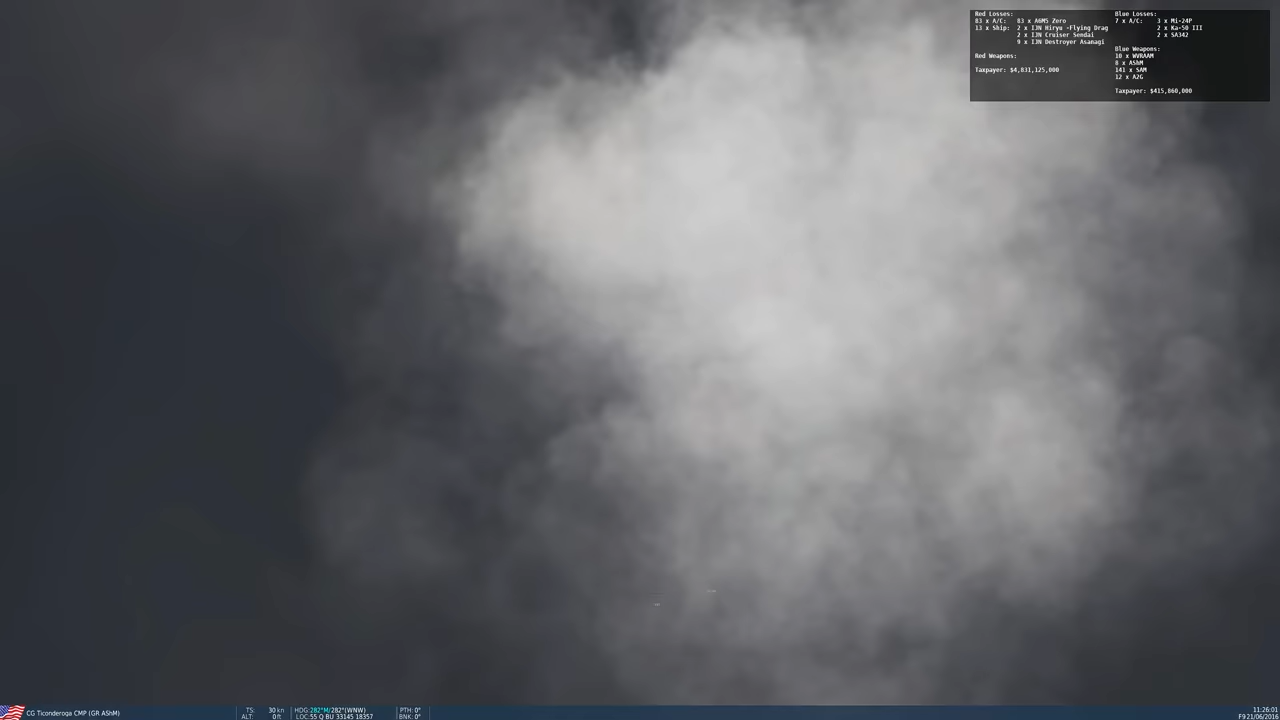 Red Losses:
83 x A/C: 83 x A6M5 Zero
13 x Ship: 2 x IJN Hiryu -Flying Drag
2 x IJN Cruiser Sendai
9 x IJN Destroyer Asanagi
Red Weapons:
Taxpayer: $4,831,125,000
Blue Losses:
7 x A/C: 3 x Mi-24P
2 x Ka-50 III
2 x SA342
Blue Weapons:
10 x WVRAAM
8 x AShM
141 x SAM
12 x A2G
Taxpayer: $415,860,000
CG Ticonderoga CMP (GR AShM)
TS: 30 kn
ALT: 0 ft
HDG:282°M/282°(WNW)
LOC:55 Q BU 33145 18357
PTH: 0°
BNK: 0°
11:26:01
F9 21/06/2016